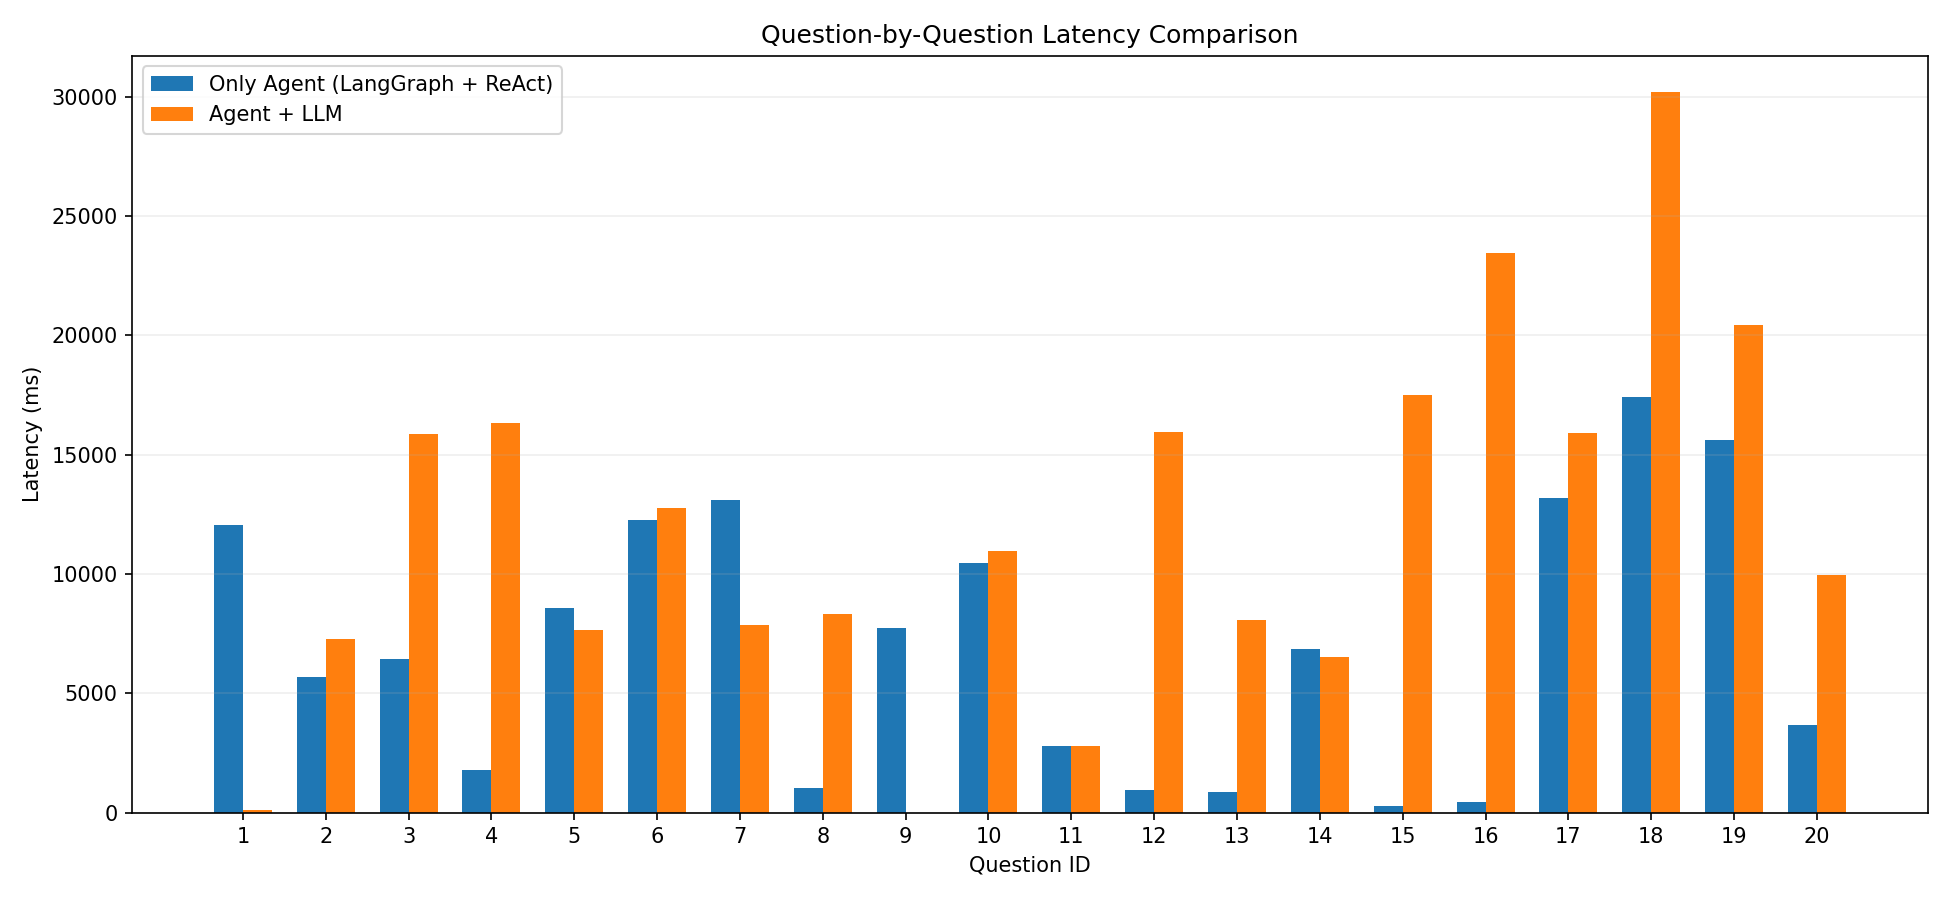 Question-by-Question Latency Comparison
Only Agent (LangGraph + ReAct)
Agent + LLM
30000
25000
20000
15000
10000
5000
0
Latency (ms)
1 2 3 4 5 6 7 8 9 10 11 12 13 14 15 16 17 18 19 20
Question ID